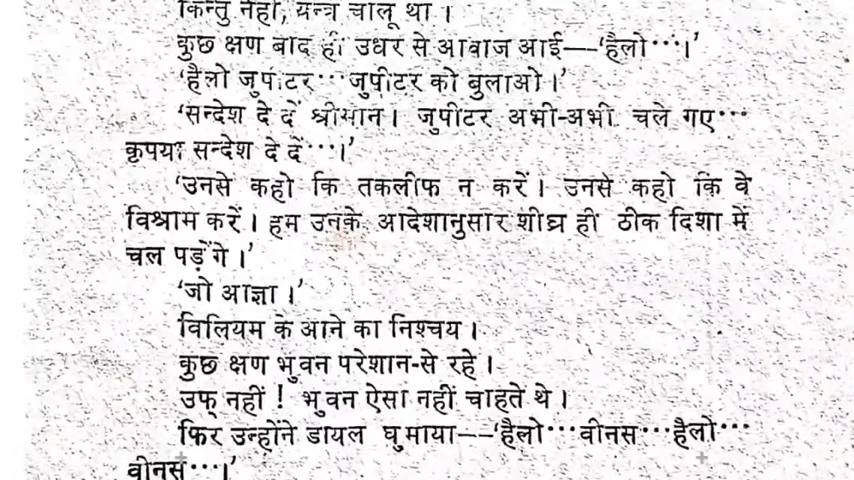 किन्तु नहीं, यन्त्र चालू था ।
कुछ क्षण बाद ही उधर से आवाज आई—‘हैलो…।’
‘हैलो जुपीटर…जुपीटर को बुलाओ ।’
‘सन्देश दे दें श्रीमान । जुपीटर अभी-अभी चले गए…
कृपया सन्देश दे दें…।’
‘उनसे कहो कि तकलीफ न करें । उनसे कहो कि वे
विश्राम करें । हम उनके आदेशानुसार शीघ्र ही ठीक दिशा में
चल पड़ेंगे ।’
‘जो आज्ञा ।’
विलियम के आने का निश्चय ।
कुछ क्षण भुवन परेशान-से रहे ।
उफ् नहीं ! भुवन ऐसा नहीं चाहते थे ।
फिर उन्होंने डायल घुमाया—‘हैलो…वीनस…हैलो…
वीनस…।’